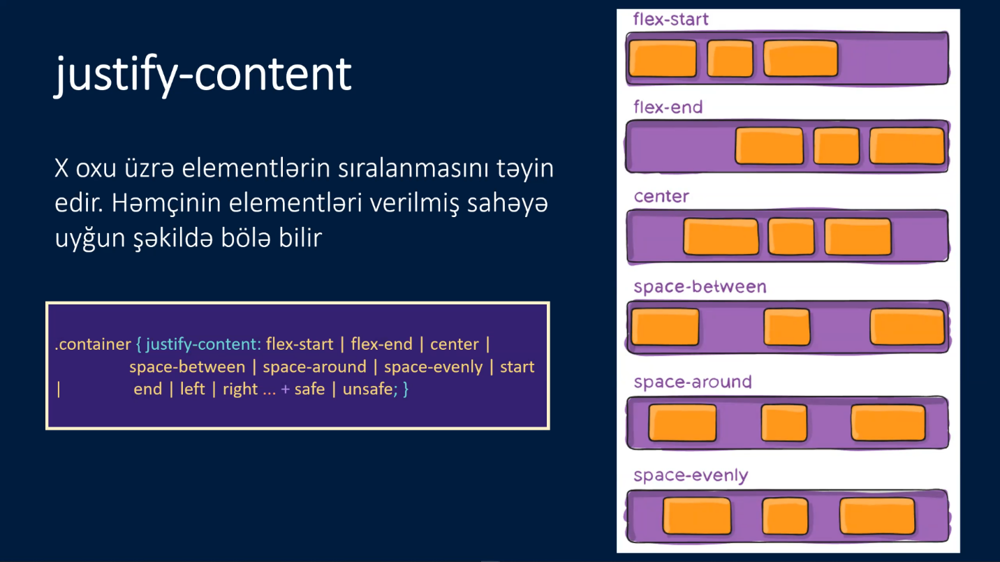 justify-content
X oxu üzrə elementlərin sıralanmasını təyin
edir. Həmçinin elementləri verilmiş sahəyə
uyğun şəkildə bölə bilir
.container { justify-content: flex-start | flex-end | center |
space-between | space-around | space-evenly | start
| end | left | right ... + safe | unsafe; }
flex-start
flex-end
center
space-between
space-around
space-evenly